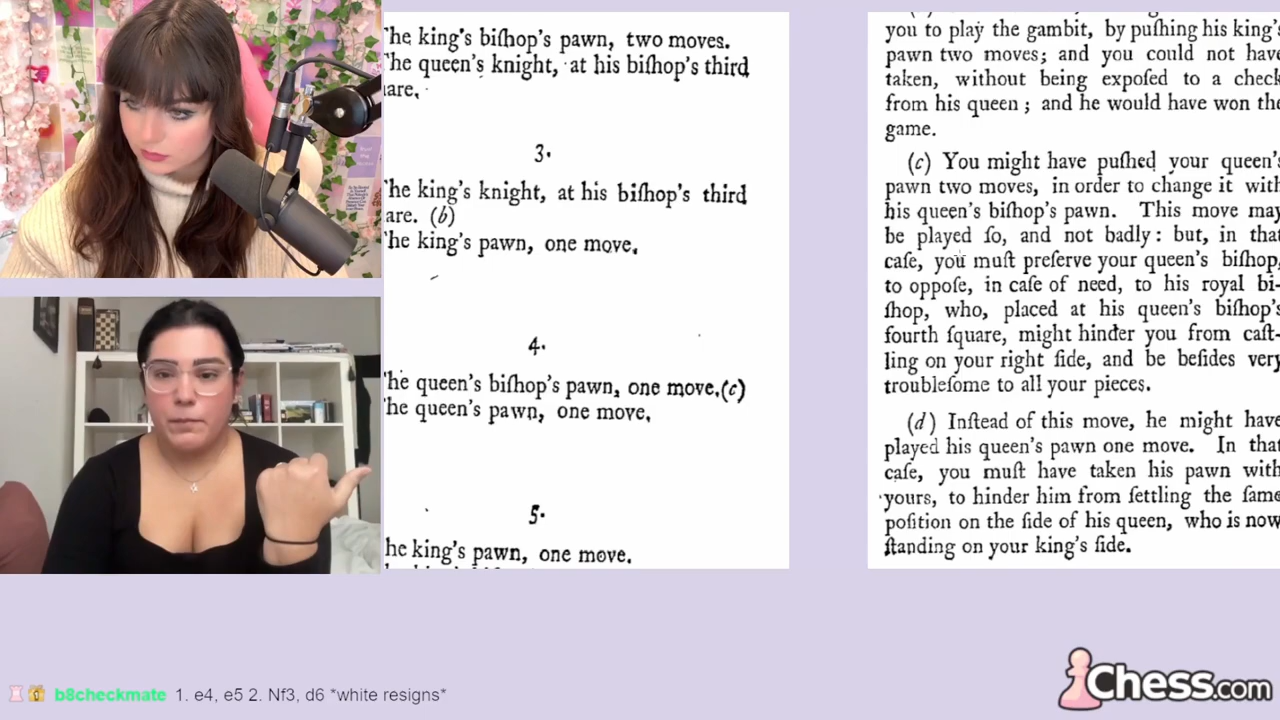 he king's biſhop's pawn, two moves.
he queen's knight, at his biſhop's third
are.
3.
he king's knight, at his biſhop's third
are. (b)
he king's pawn, one move.
4.
he queen's biſhop's pawn, one move.(c)
he queen's pawn, one move.
5.
he king's pawn, one move.
you to play the gambit, by puſhing his king's
pawn two moves; and you could not have
taken, without being expoſed to a check
from his queen; and he would have won the
game.
(c) You might have puſhed your queen's
pawn two moves, in order to change it with
his queen's biſhop's pawn. This move may
be played ſo, and not badly: but, in that
caſe, you muſt preſerve your queen's biſhop,
to oppoſe, in caſe of need, to his royal bi-
ſhop, who, placed at his queen's biſhop's
fourth ſquare, might hinder you from caſt-
ling on your right ſide, and be beſides very
troubleſome to all your pieces.
(d) Inſtead of this move, he might have
played his queen's pawn one move. In that
caſe, you muſt have taken his pawn with
yours, to hinder him from ſettling the ſame
poſition on the ſide of his queen, who is now
ſtanding on your king's ſide.
b8checkmate 1. e4, e5 2. Nf3, d6 *white resigns*
Chess.com